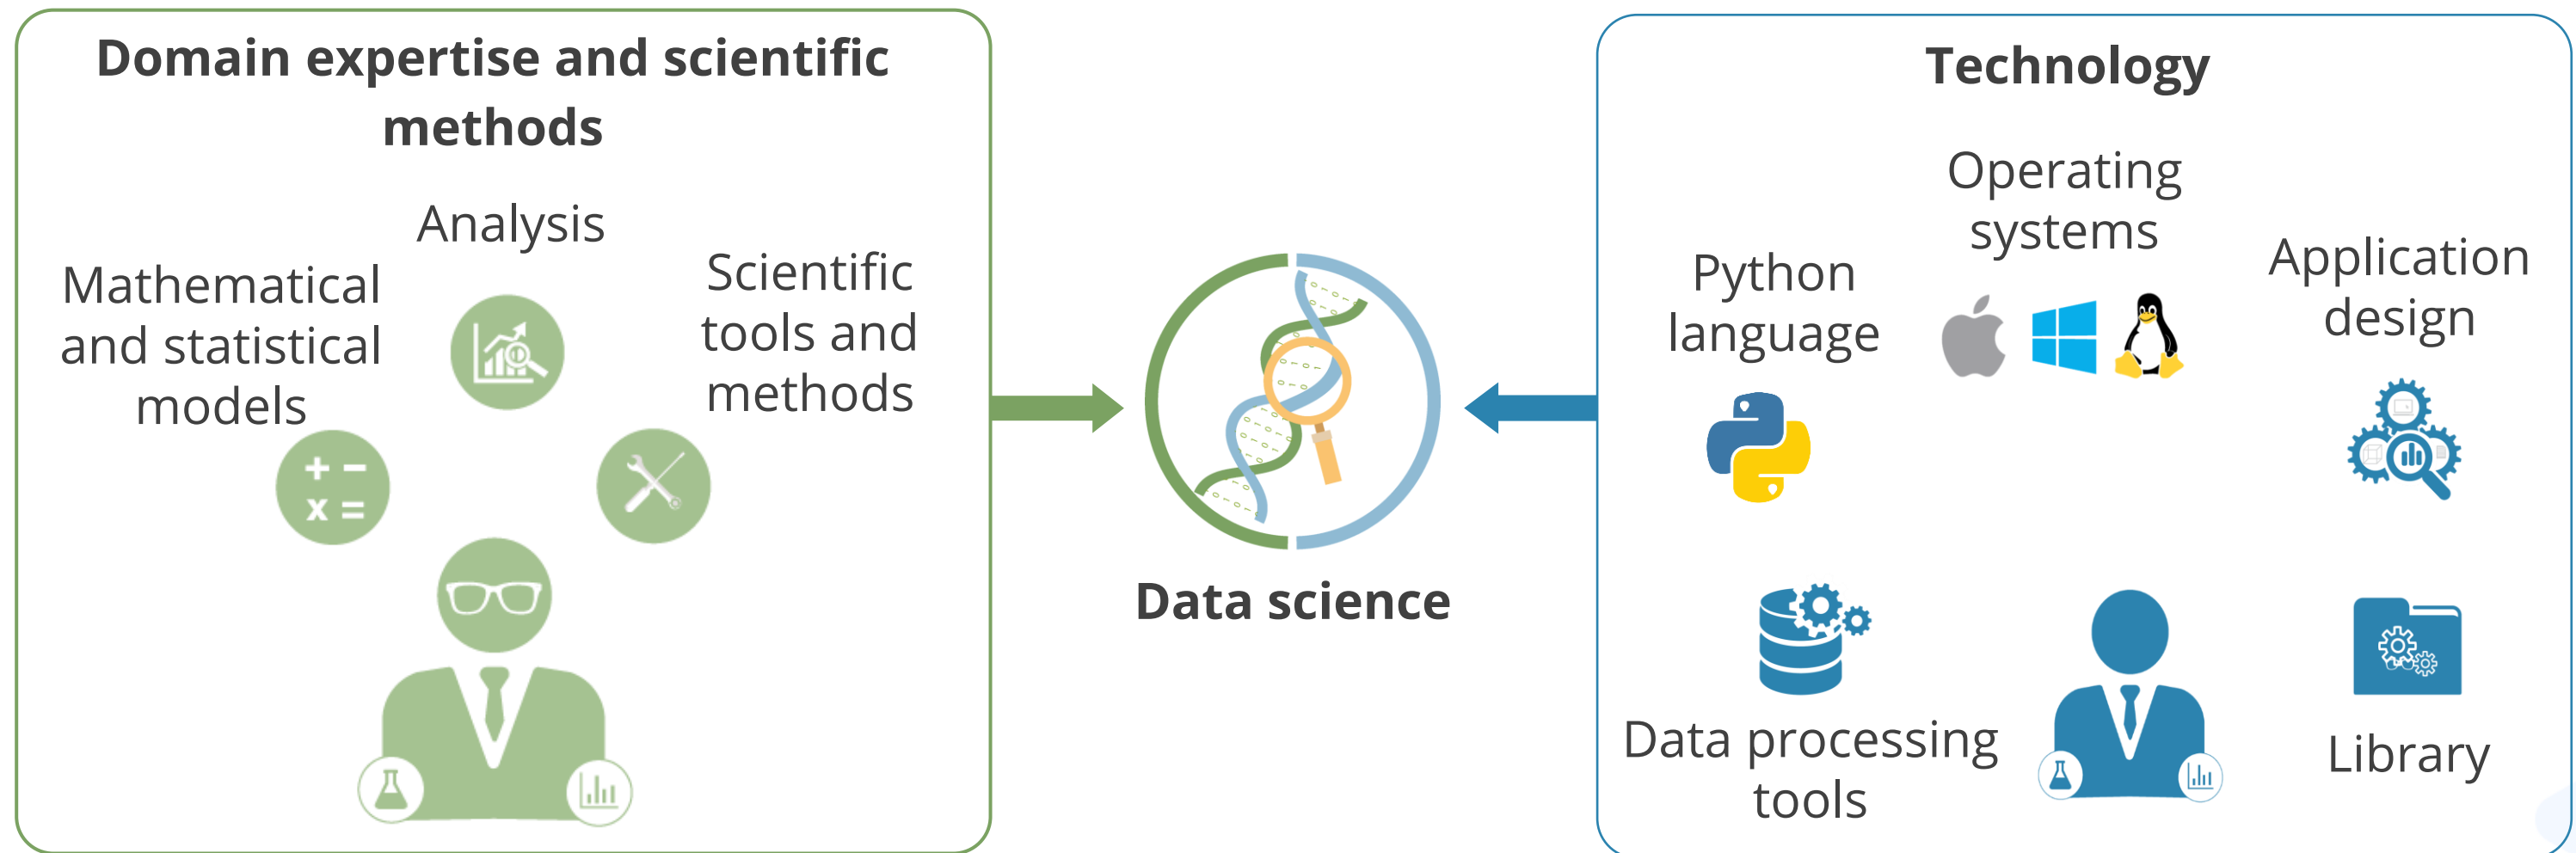 Domain expertise and scientific
methods
Analysis
Mathematical
and statistical
models
Scientific
tools and
methods
+ −
x =
Data science
Technology
Operating
systems
Python
language
Application
design
Data processing
tools
Library